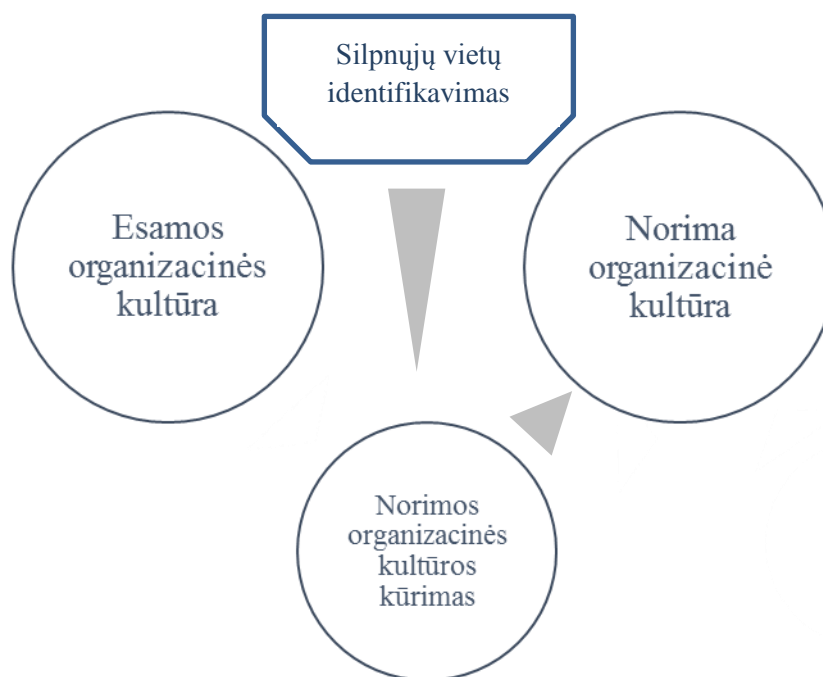 Silpnųjų vietų
identifikavimas
Esamos
organizacinės
kultūra
Norima
organizacinė
kultūra
Norimos
organizacinės
kultūros
kūrimas